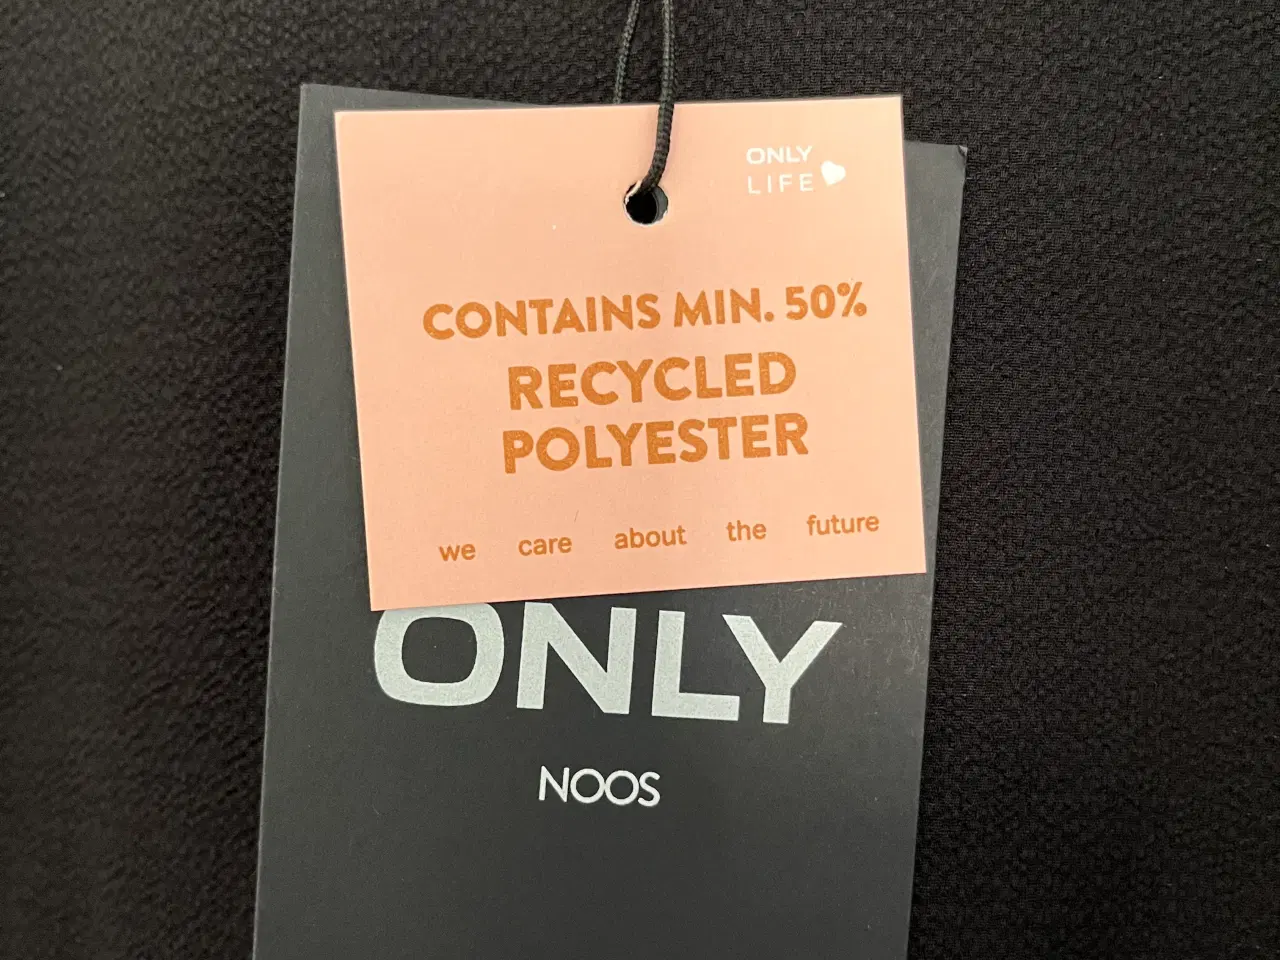 ONLY
LIFE
CONTAINS MIN. 50%
RECYCLED
POLYESTER
we care about the future
ONLY
NOOS